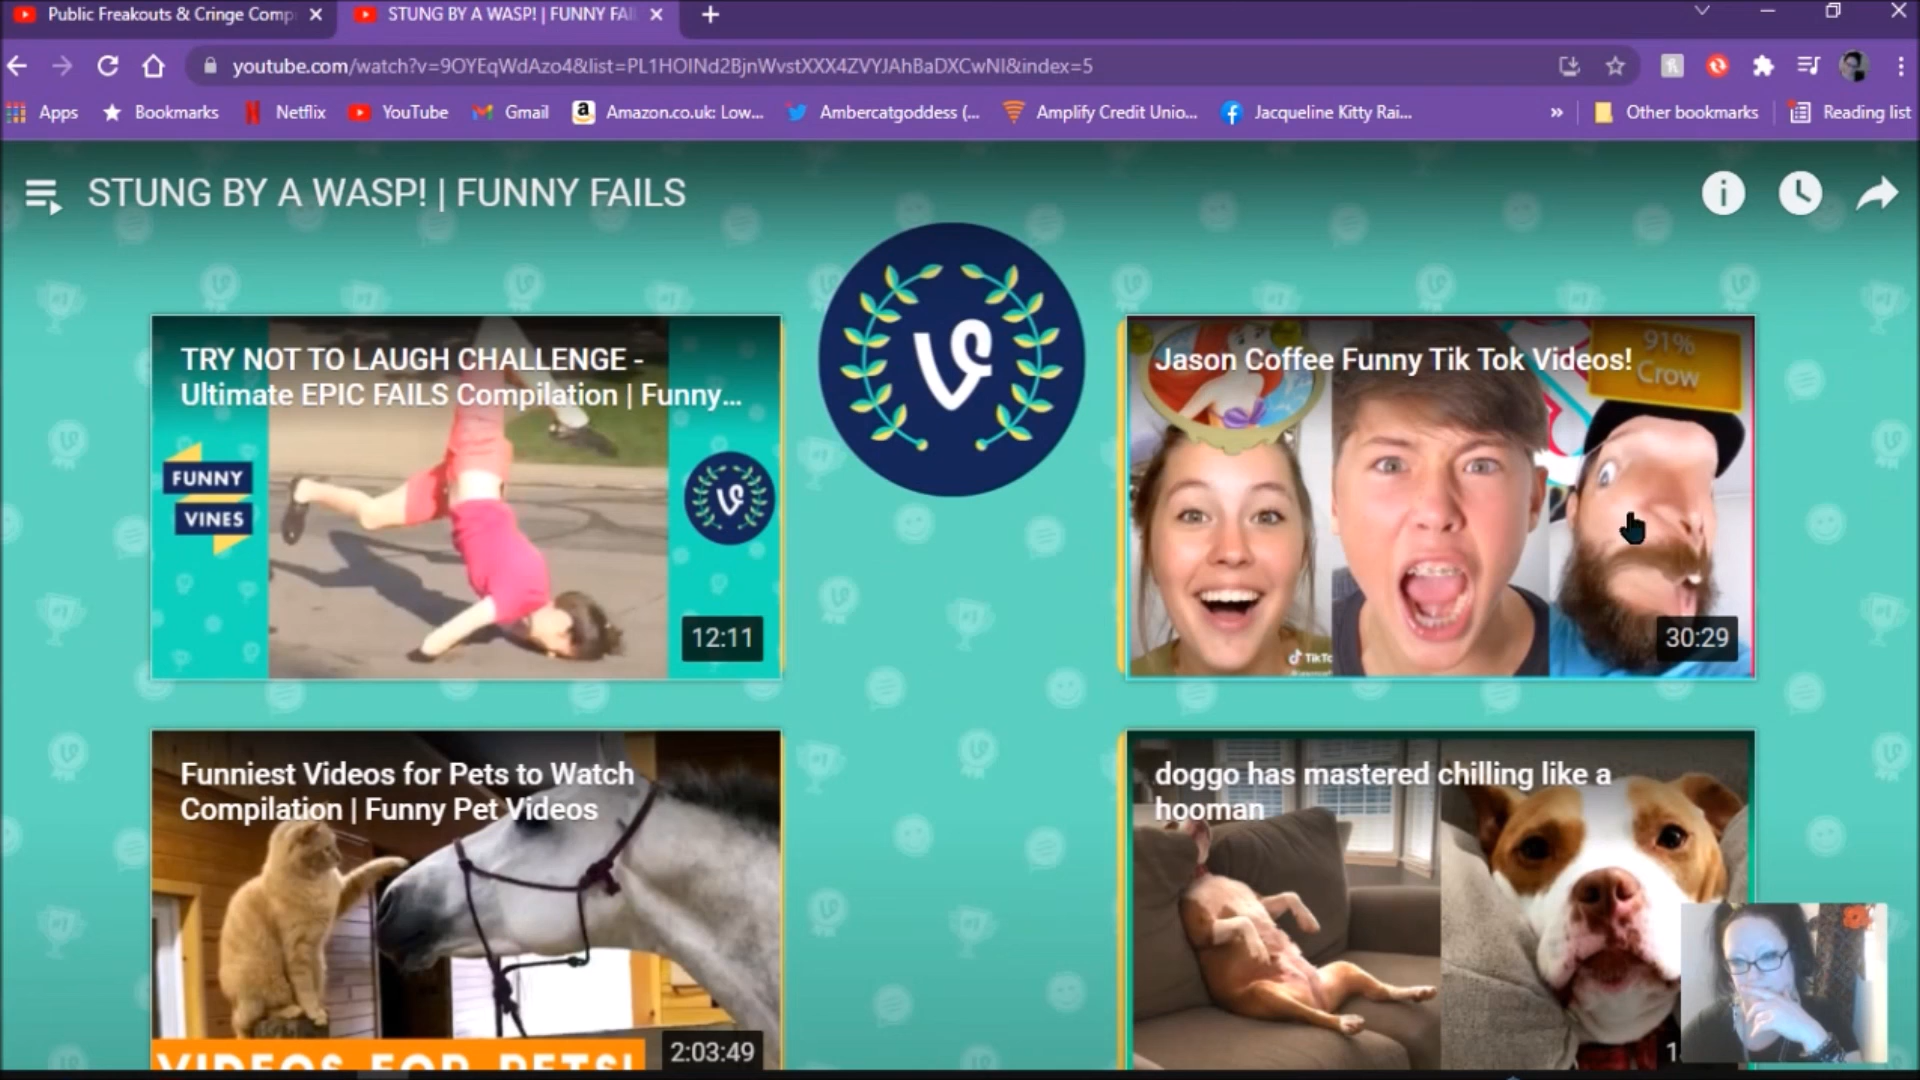 Public Freakouts & Cringe Comp
STUNG BY A WASP! | FUNNY FAI
youtube.com/watch?v=9OYEqWdAzo4&list=PL1HOINd2BjnWvstXXX4ZVYJAhBaDXCwNI&index=5
Apps
Bookmarks
Netflix
YouTube
Gmail
Amazon.co.uk: Low...
Ambercatgoddess (...
Amplify Credit Unio...
Jacqueline Kitty Rai...
»
Other bookmarks
Reading list
STUNG BY A WASP! | FUNNY FAILS
TRY NOT TO LAUGH CHALLENGE -
Ultimate EPIC FAILS Compilation | Funny...
FUNNY
VINES
12:11
Jason Coffee Funny Tik Tok Videos!
91%
Crow
TikTo
30:29
Funniest Videos for Pets to Watch
Compilation | Funny Pet Videos
VIDEOS FOR PETS!
2:03:49
doggo has mastered chilling like a
hooman